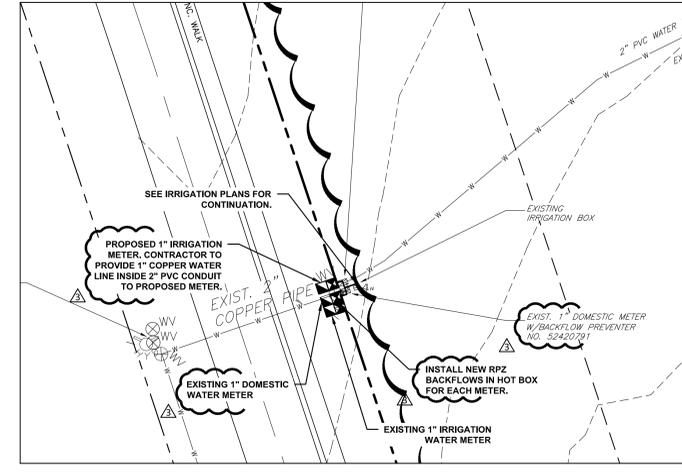 NC. WALK
2" PVC WATER
EX
SEE IRRIGATION PLANS FOR
CONTINUATION.
EXISTING
IRRIGATION BOX
PROPOSED 1" IRRIGATION
METER. CONTRACTOR TO
PROVIDE 1" COPPER WATER
LINE INSIDE 2" PVC CONDUIT
TO PROPOSED METER.
3
EXIST. 2"
COPPER PIPE
WV
EXIST. 1" DOMESTIC METER
W/BACKFLOW PREVENTER
NO. 52420791
3
WV
WV
WV
EXISTING 1" DOMESTIC
WATER METER
3
INSTALL NEW RPZ
BACKFLOWS IN HOT BOX
FOR EACH METER.
3
EXISTING 1" IRRIGATION
WATER METER
W
W
W
W
W
W
W
W
W
W